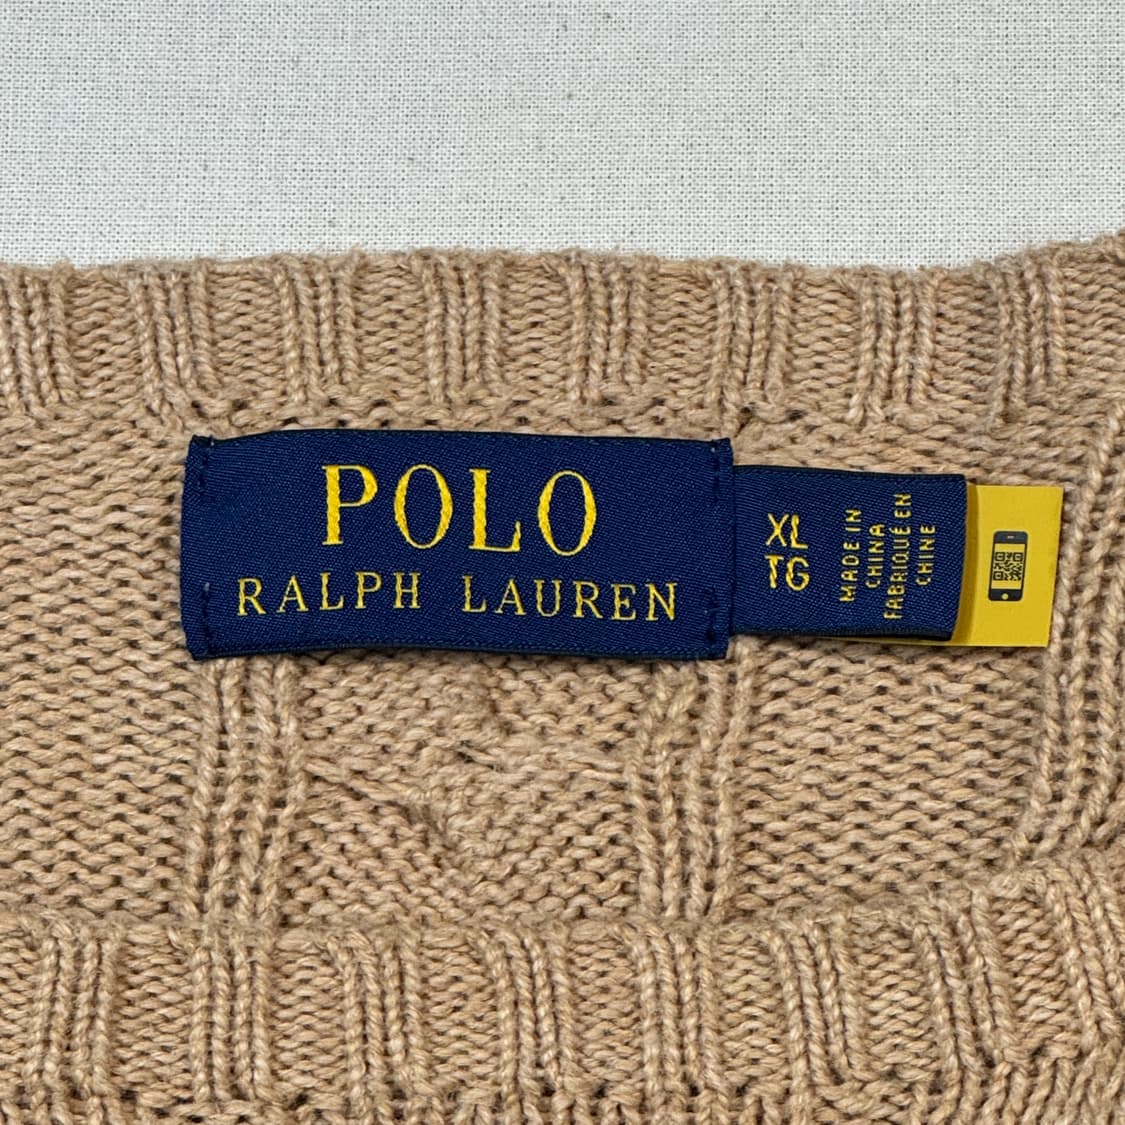 POLO
RALPH LAUREN
XL
TG
MADE IN
CHINA
FABRIQUÉ EN
CHINE